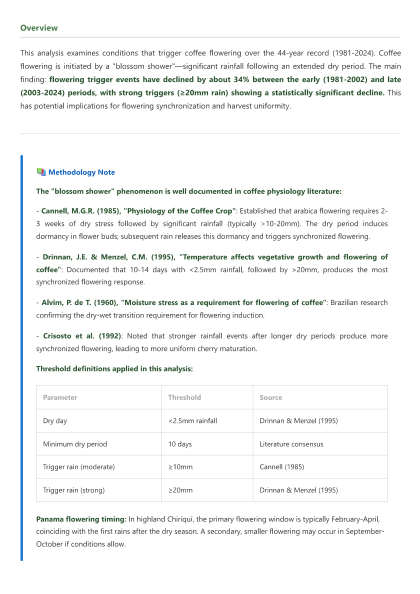 Overview
This analysis examines conditions that trigger coffee flowering over the 44-year record (1981-2024). Coffee
flowering is initiated by a "blossom shower"—significant rainfall following an extended dry period. The main
finding: flowering trigger events have declined by about 34% between the early (1981-2002) and late
(2003-2024) periods, with strong triggers (≥20mm rain) showing a statistically significant decline. This
has potential implications for flowering synchronization and harvest uniformity.
Methodology Note
The "blossom shower" phenomenon is well documented in coffee physiology literature:
- Cannell, M.G.R. (1985), "Physiology of the Coffee Crop": Established that arabica flowering requires 2-
3 weeks of dry stress followed by significant rainfall (typically >10-20mm). The dry period induces
dormancy in flower buds; subsequent rain releases this dormancy and triggers synchronized flowering.
- Drinnan, J.E. & Menzel, C.M. (1995), "Temperature affects vegetative growth and flowering of
coffee": Documented that 10-14 days with <2.5mm rainfall, followed by >20mm, produces the most
synchronized flowering response.
- Alvim, P. de T. (1960), "Moisture stress as a requirement for flowering of coffee": Brazilian research
confirming the dry-wet transition requirement for flowering induction.
- Crisosto et al. (1992): Noted that stronger rainfall events after longer dry periods produce more
synchronized flowering, leading to more uniform cherry maturation.
Threshold definitions applied in this analysis:
Parameter Threshold Source
Dry day <2.5mm rainfall Drinnan & Menzel (1995)
Minimum dry period 10 days Literature consensus
Trigger rain (moderate) ≥10mm Cannell (1985)
Trigger rain (strong) ≥20mm Drinnan & Menzel (1995)
Panama flowering timing: In highland Chiriquí, the primary flowering window is typically February-April,
coinciding with the first rains after the dry season. A secondary, smaller flowering may occur in September-
October if conditions allow.